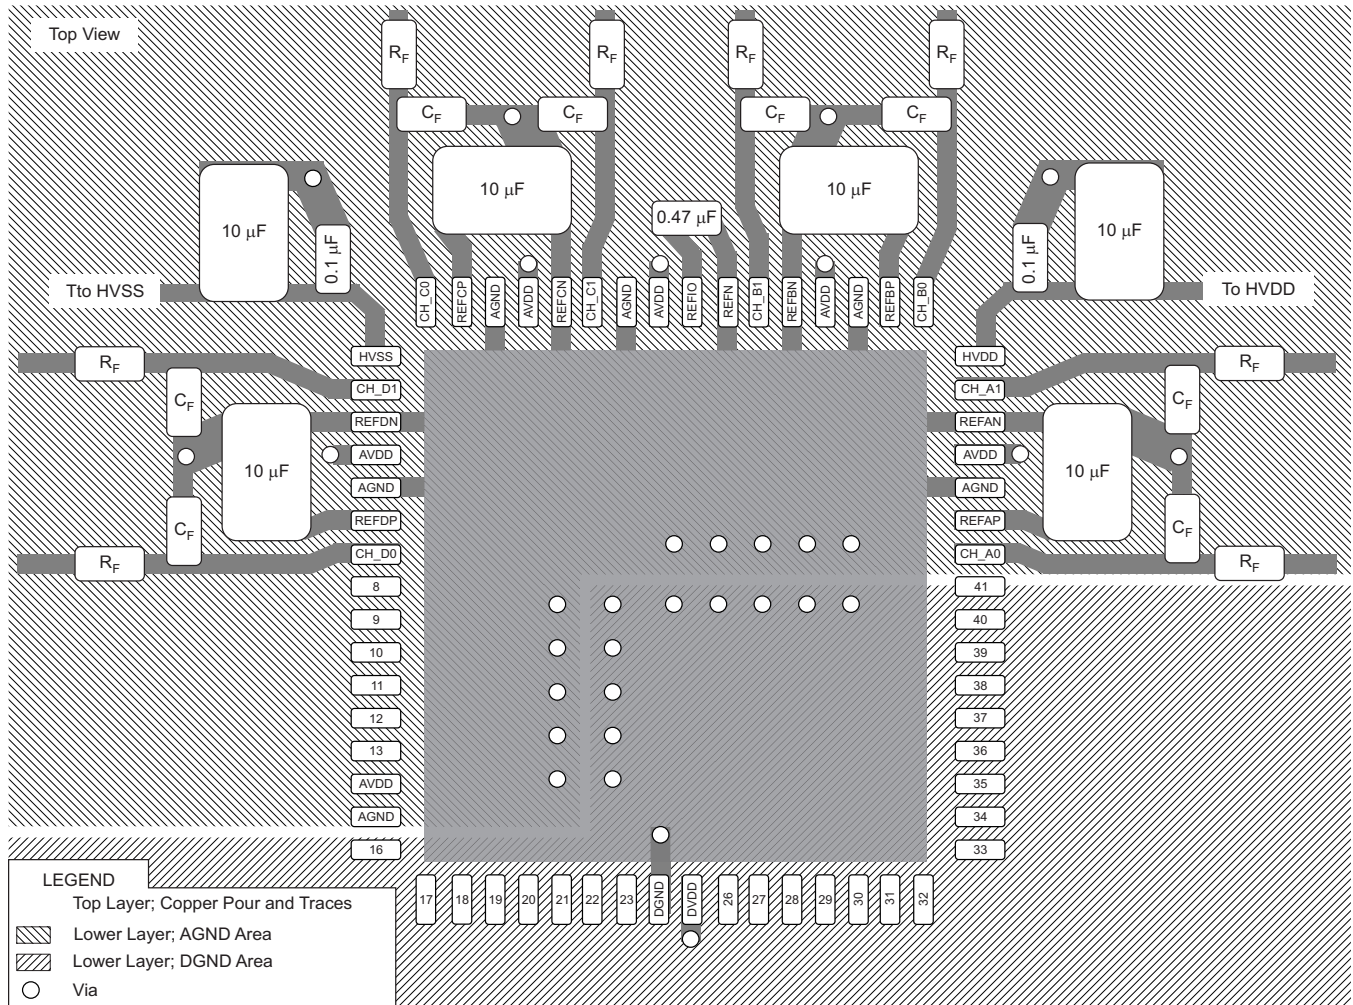 Top View
R_F
R_F
R_F
R_F
C_F
C_F
C_F
C_F
10 µF
10 µF
10 µF
0.1 µF
0.47 µF
10 µF
0.1 µF
Tto HVSS
To HVDD
CH_C0
REFCP
AGND
AVDD
REFCN
CH_C1
AGND
AVDD
REFIO
REFN
CH_B1
REFBN
AVDD
AGND
REFBP
CH_B0
HVSS
CH_D1
REFDN
AVDD
AGND
REFDP
CH_D0
8
9
10
11
12
13
AVDD
AGND
16
R_F
C_F
10 µF
C_F
R_F
HVDD
CH_A1
REFAN
AVDD
AGND
REFAP
CH_A0
41
40
39
38
37
36
35
34
33
R_F
C_F
10 µF
C_F
R_F
17
18
19
20
21
22
23
DGND
DVDD
26
27
28
29
30
31
32
LEGEND
Top Layer; Copper Pour and Traces
Lower Layer; AGND Area
Lower Layer; DGND Area
Via